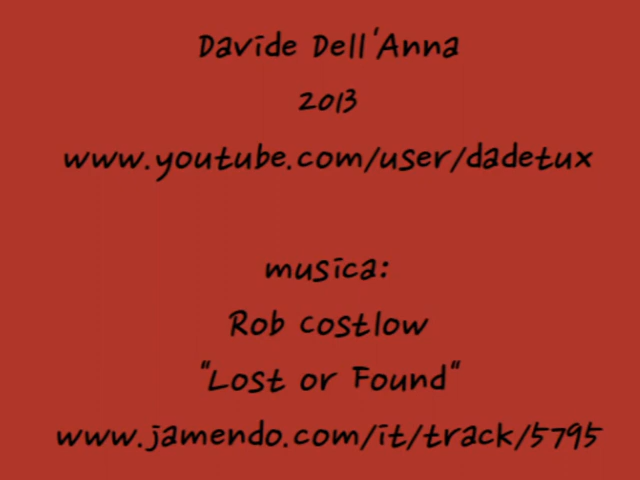 Davide Dell'Anna
2013
www.youtube.com/user/dadetux
musica:
Rob Costlow
"Lost or Found"
www.jamendo.com/it/track/5795